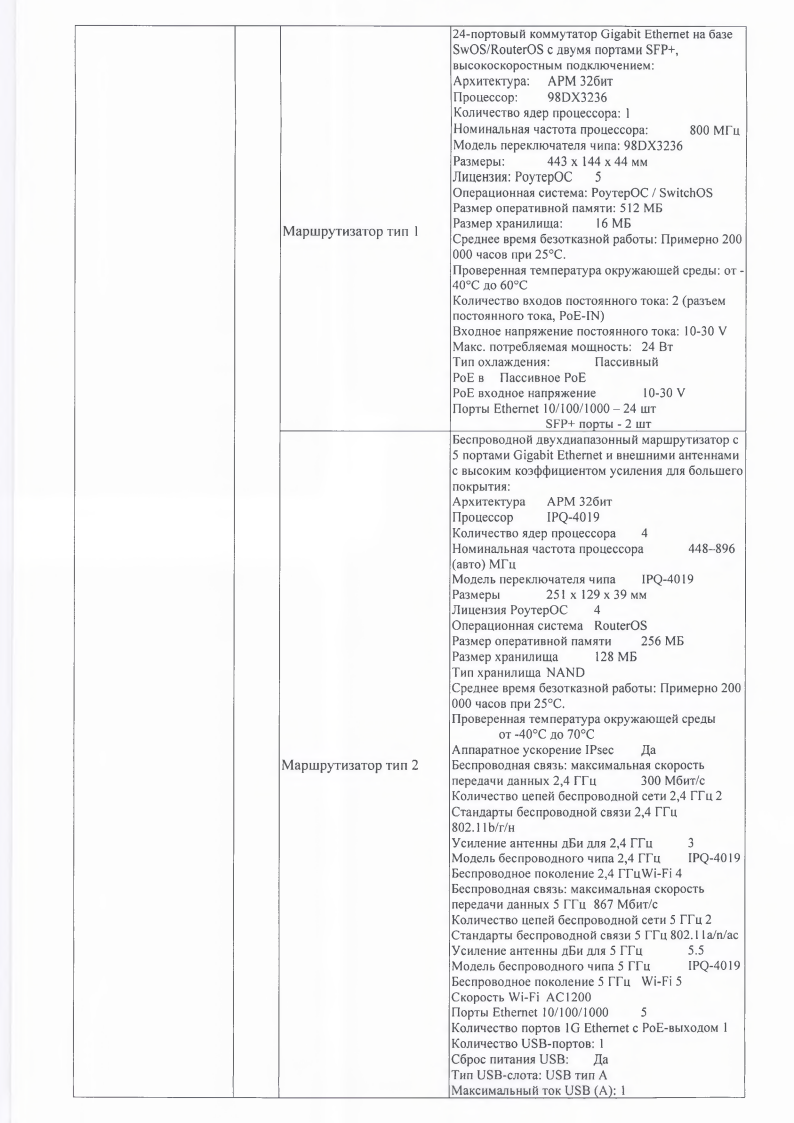 24-портовый коммутатор Gigabit Ethernet на базе
SwOS/RouterOS с двумя портами SFP+,
высокоскоростным подключением:
Архитектура: АРМ 32бит
Процессор: 98DX3236
Количество ядер процессора: 1
Номинальная частота процессора: 800 МГц
Модель переключателя чипа: 98DX3236
Размеры: 443 x 144 x 44 мм
Лицензия: РоутерОС 5
Операционная система: РоутерОС / SwitchOS
Размер оперативной памяти: 512 МБ
Размер хранилища: 16 МБ
Маршрутизатор тип 1
Среднее время безотказной работы: Примерно 200
000 часов при 25°C.
Проверенная температура окружающей среды: от -
40°C до 60°C
Количество входов постоянного тока: 2 (разъем
постоянного тока, PoE-IN)
Входное напряжение постоянного тока: 10-30 V
Макс. потребляемая мощность: 24 Вт
Тип охлаждения: Пассивный
PoE в Пассивное PoE
PoE входное напряжение 10-30 V
Порты Ethernet 10/100/1000 – 24 шт
SFP+ порты - 2 шт
Беспроводной двухдиапазонный маршрутизатор с
5 портами Gigabit Ethernet и внешними антеннами
с высоким коэффициентом усиления для большего
покрытия:
Архитектура АРМ 32бит
Процессор IPQ-4019
Количество ядер процессора 4
Номинальная частота процессора 448–896
(авто) МГц
Модель переключателя чипа IPQ-4019
Размеры 251 x 129 x 39 мм
Лицензия РоутерОС 4
Операционная система RouterOS
Размер оперативной памяти 256 МБ
Размер хранилища 128 МБ
Тип хранилища NAND
Среднее время безотказной работы: Примерно 200
000 часов при 25°C.
Проверенная температура окружающей среды
от -40°C до 70°C
Аппаратное ускорение IPsec Да
Маршрутизатор тип 2
Беспроводная связь: максимальная скорость
передачи данных 2,4 ГГц 300 Мбит/с
Количество цепей беспроводной сети 2,4 ГГц 2
Стандарты беспроводной связи 2,4 ГГц
802.11b/г/н
Усиление антенны дБи для 2,4 ГГц 3
Модель беспроводного чипа 2,4 ГГц IPQ-4019
Беспроводное поколение 2,4 ГГцWi-Fi 4
Беспроводная связь: максимальная скорость
передачи данных 5 ГГц 867 Мбит/с
Количество цепей беспроводной сети 5 ГГц 2
Стандарты беспроводной связи 5 ГГц 802.11a/n/ac
Усиление антенны дБи для 5 ГГц 5.5
Модель беспроводного чипа 5 ГГц IPQ-4019
Беспроводное поколение 5 ГГц Wi-Fi 5
Скорость Wi-Fi AC1200
Порты Ethernet 10/100/1000 5
Количество портов 1G Ethernet с PoE-выходом 1
Количество USB-портов: 1
Сброс питания USB: Да
Тип USB-слота: USB тип A
Максимальный ток USB (А): 1